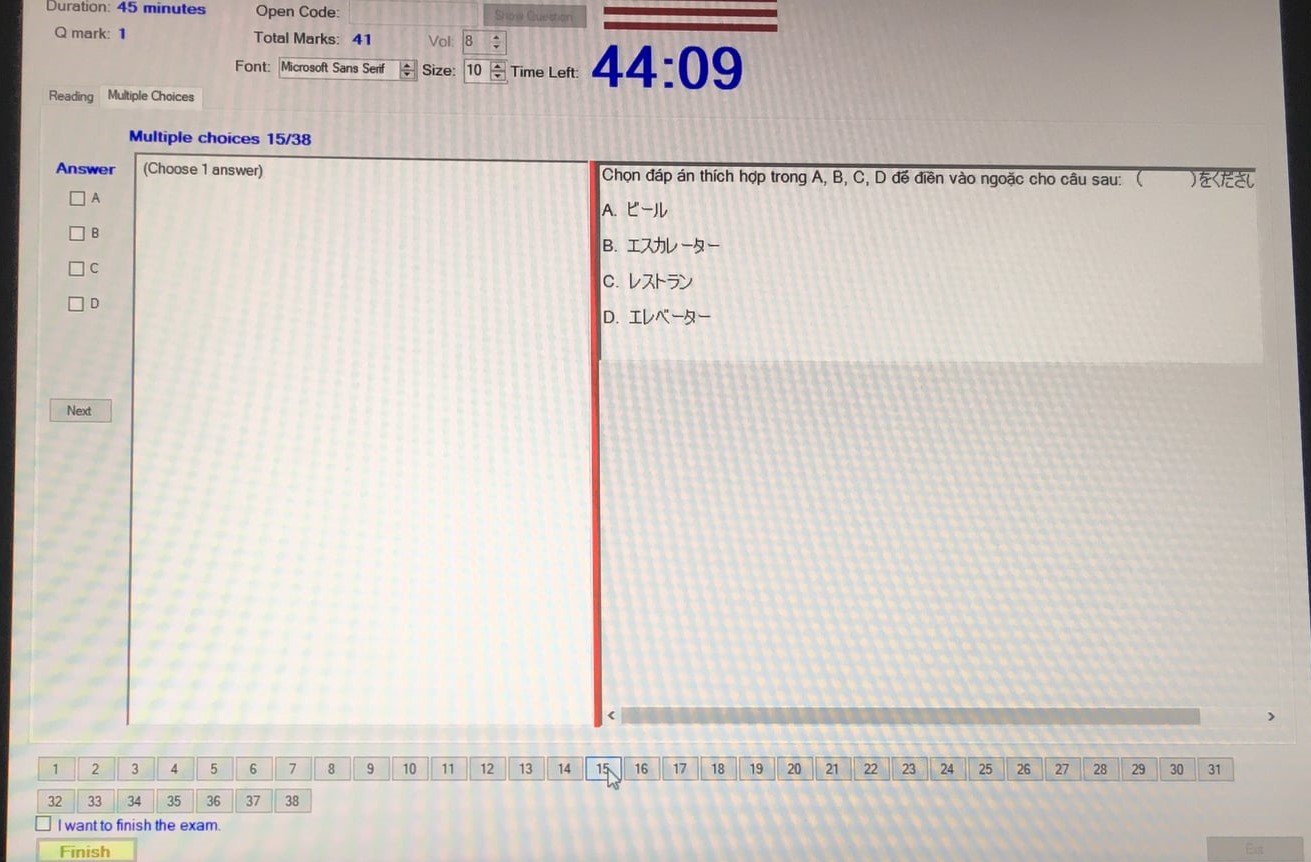 Duration: 45 minutes
Open Code:
Show Question
Q mark: 1
Total Marks: 41
Vol: 8
Font: Microsoft Sans Serif
Size: 10
Time Left: 44:09
Reading
Multiple Choices
Multiple choices 15/38
Answer
A
B
C
D
Next
(Choose 1 answer)
Chọn đáp án thích hợp trong A, B, C, D để điền vào ngoặc cho câu sau: ( )をくださ
A. ビール
B. エスカレーター
C. レストラン
D. エレベーター
1 2 3 4 5 6 7 8 9 10 11 12 13 14 15 16 17 18 19 20 21 22 23 24 25 26 27 28 29 30 31
32 33 34 35 36 37 38
I want to finish the exam.
Finish